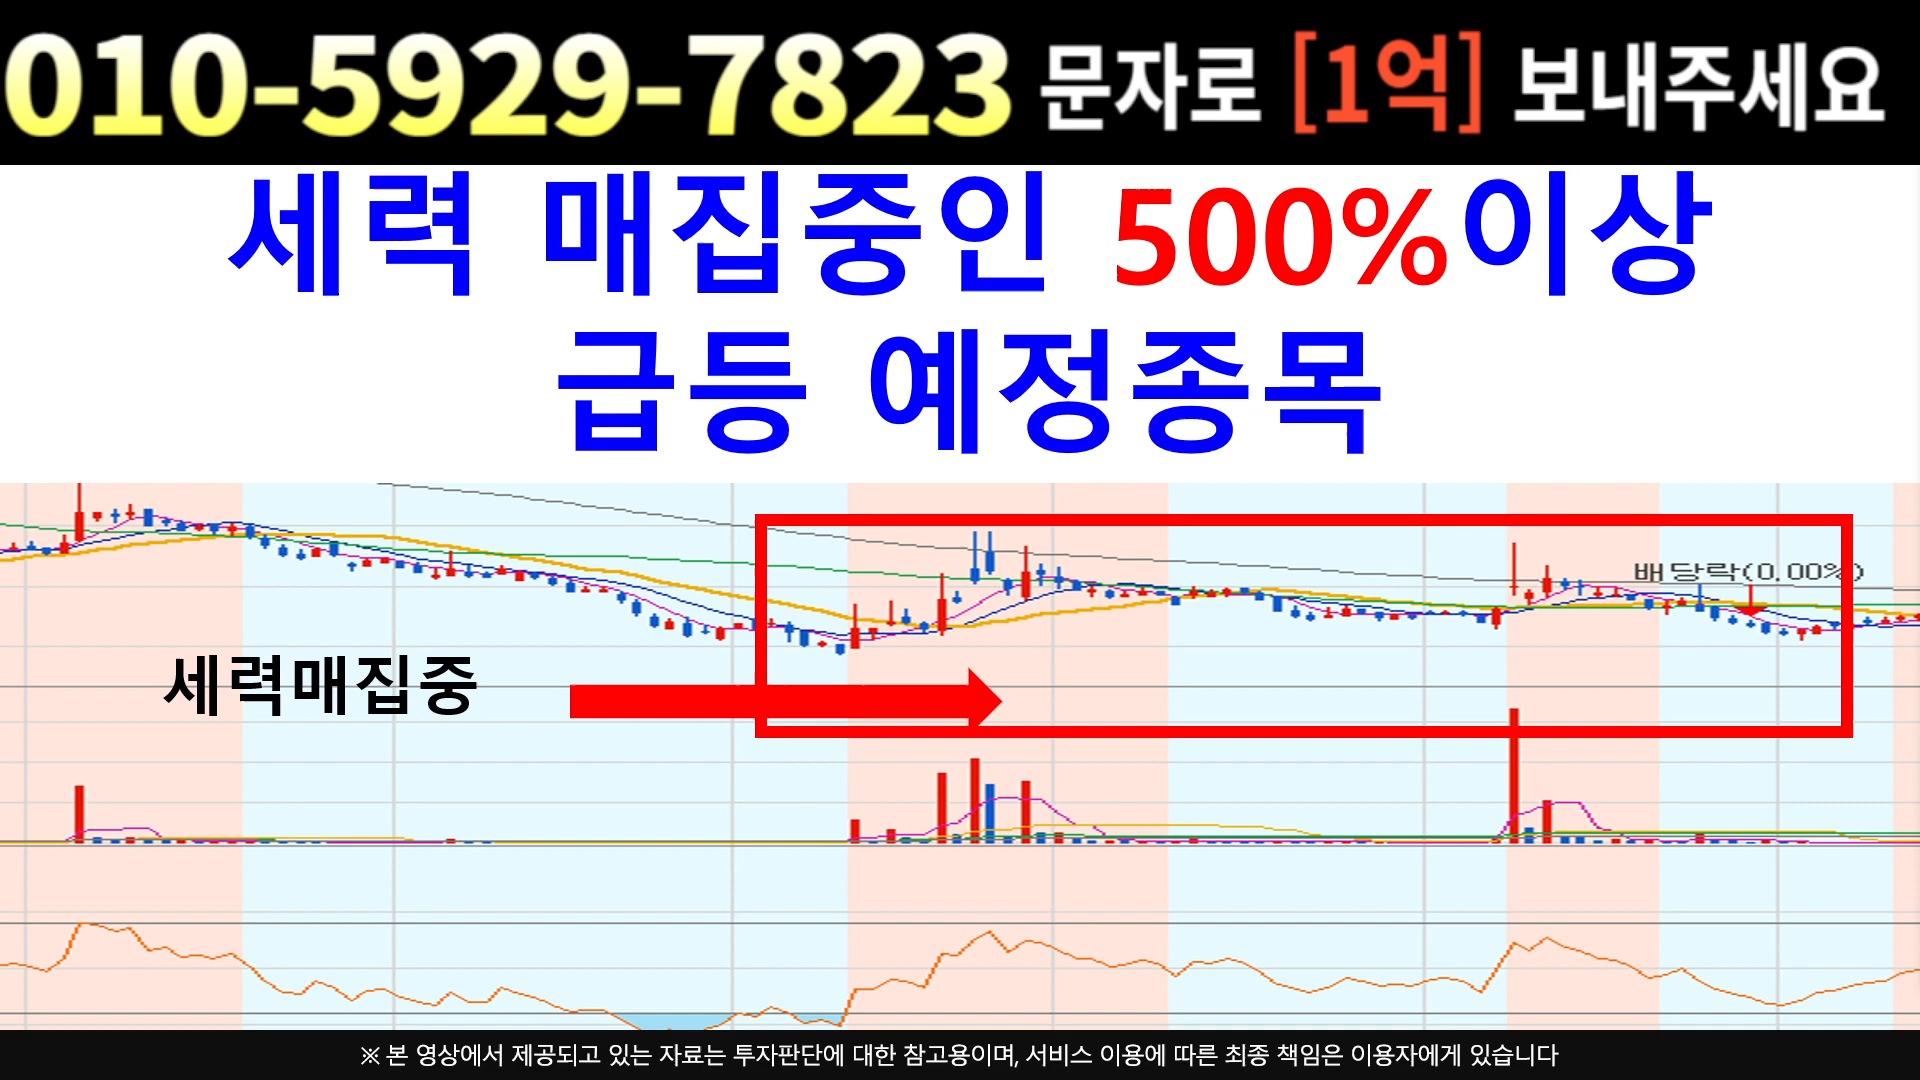 010-5929-7823 문자로 [1억] 보내주세요
세력 매집중인 500%이상
급등 예정종목
배당락(0.00%)
세력매집중
※ 본 영상에서 제공되고 있는 자료는 투자판단에 대한 참고용이며, 서비스 이용에 따른 최종 책임은 이용자에게 있습니다